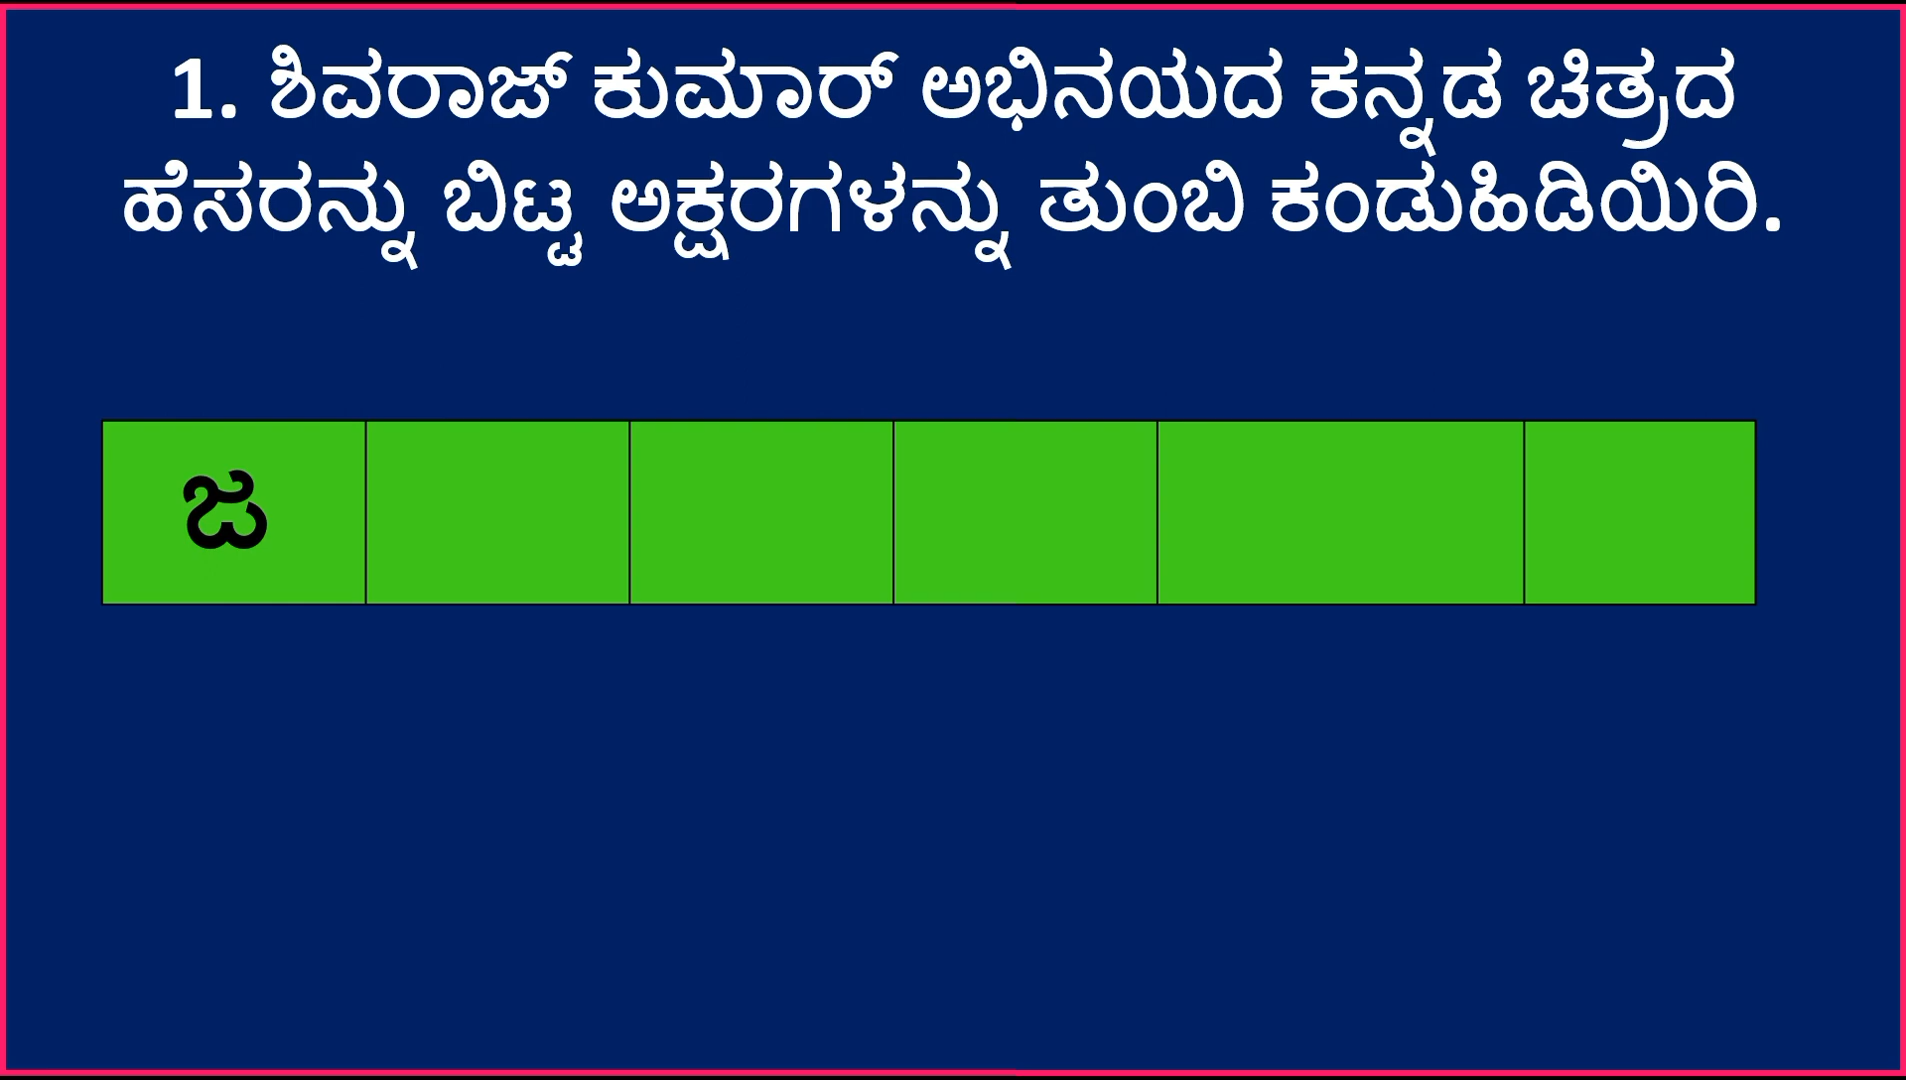 1. ಶಿವರಾಜ್ ಕುಮಾರ್ ಅಭಿನಯದ ಕನ್ನಡ ಚಿತ್ರದ
ಹೆಸರನ್ನು ಬಿಟ್ಟ ಅಕ್ಷರಗಳನ್ನು ತುಂಬಿ ಕಂಡುಹಿಡಿಯಿರಿ.
ಜ